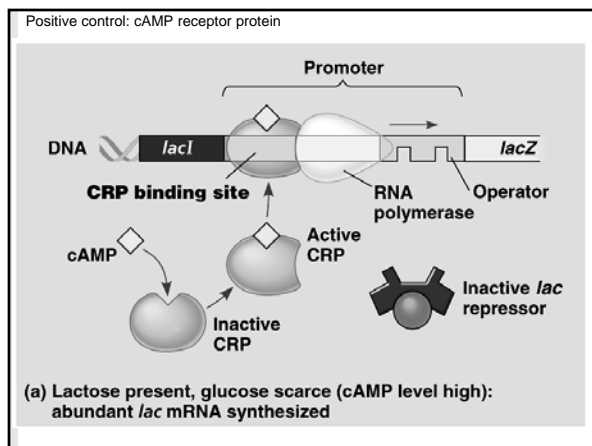 Positive control: cAMP receptor protein
Promoter
DNA
lacI
lacZ
CRP binding site
RNA
polymerase
Operator
cAMP
Active
CRP
Inactive
CRP
Inactive lac
repressor
(a) Lactose present, glucose scarce (cAMP level high):
abundant lac mRNA synthesized